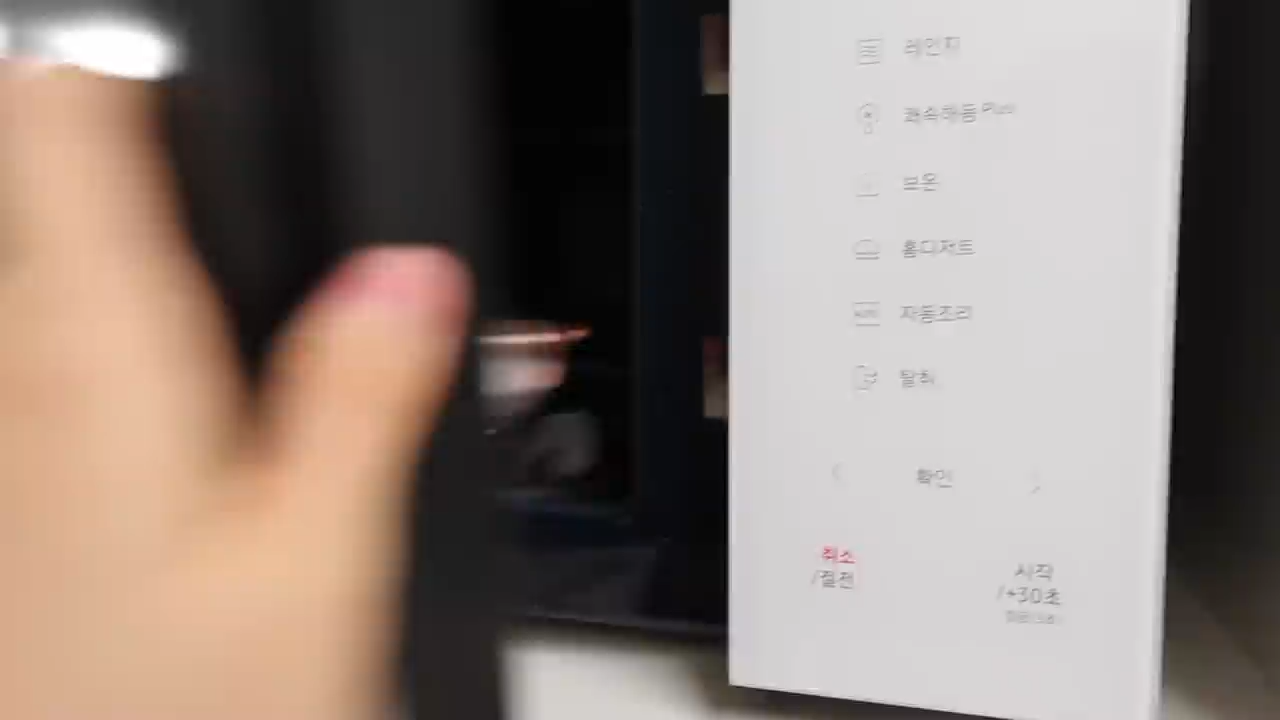 레인지
쾌속해동 Plus
보온
홈디저트
자동조리
탈취
확인
취소
/절전
시작
/+30초